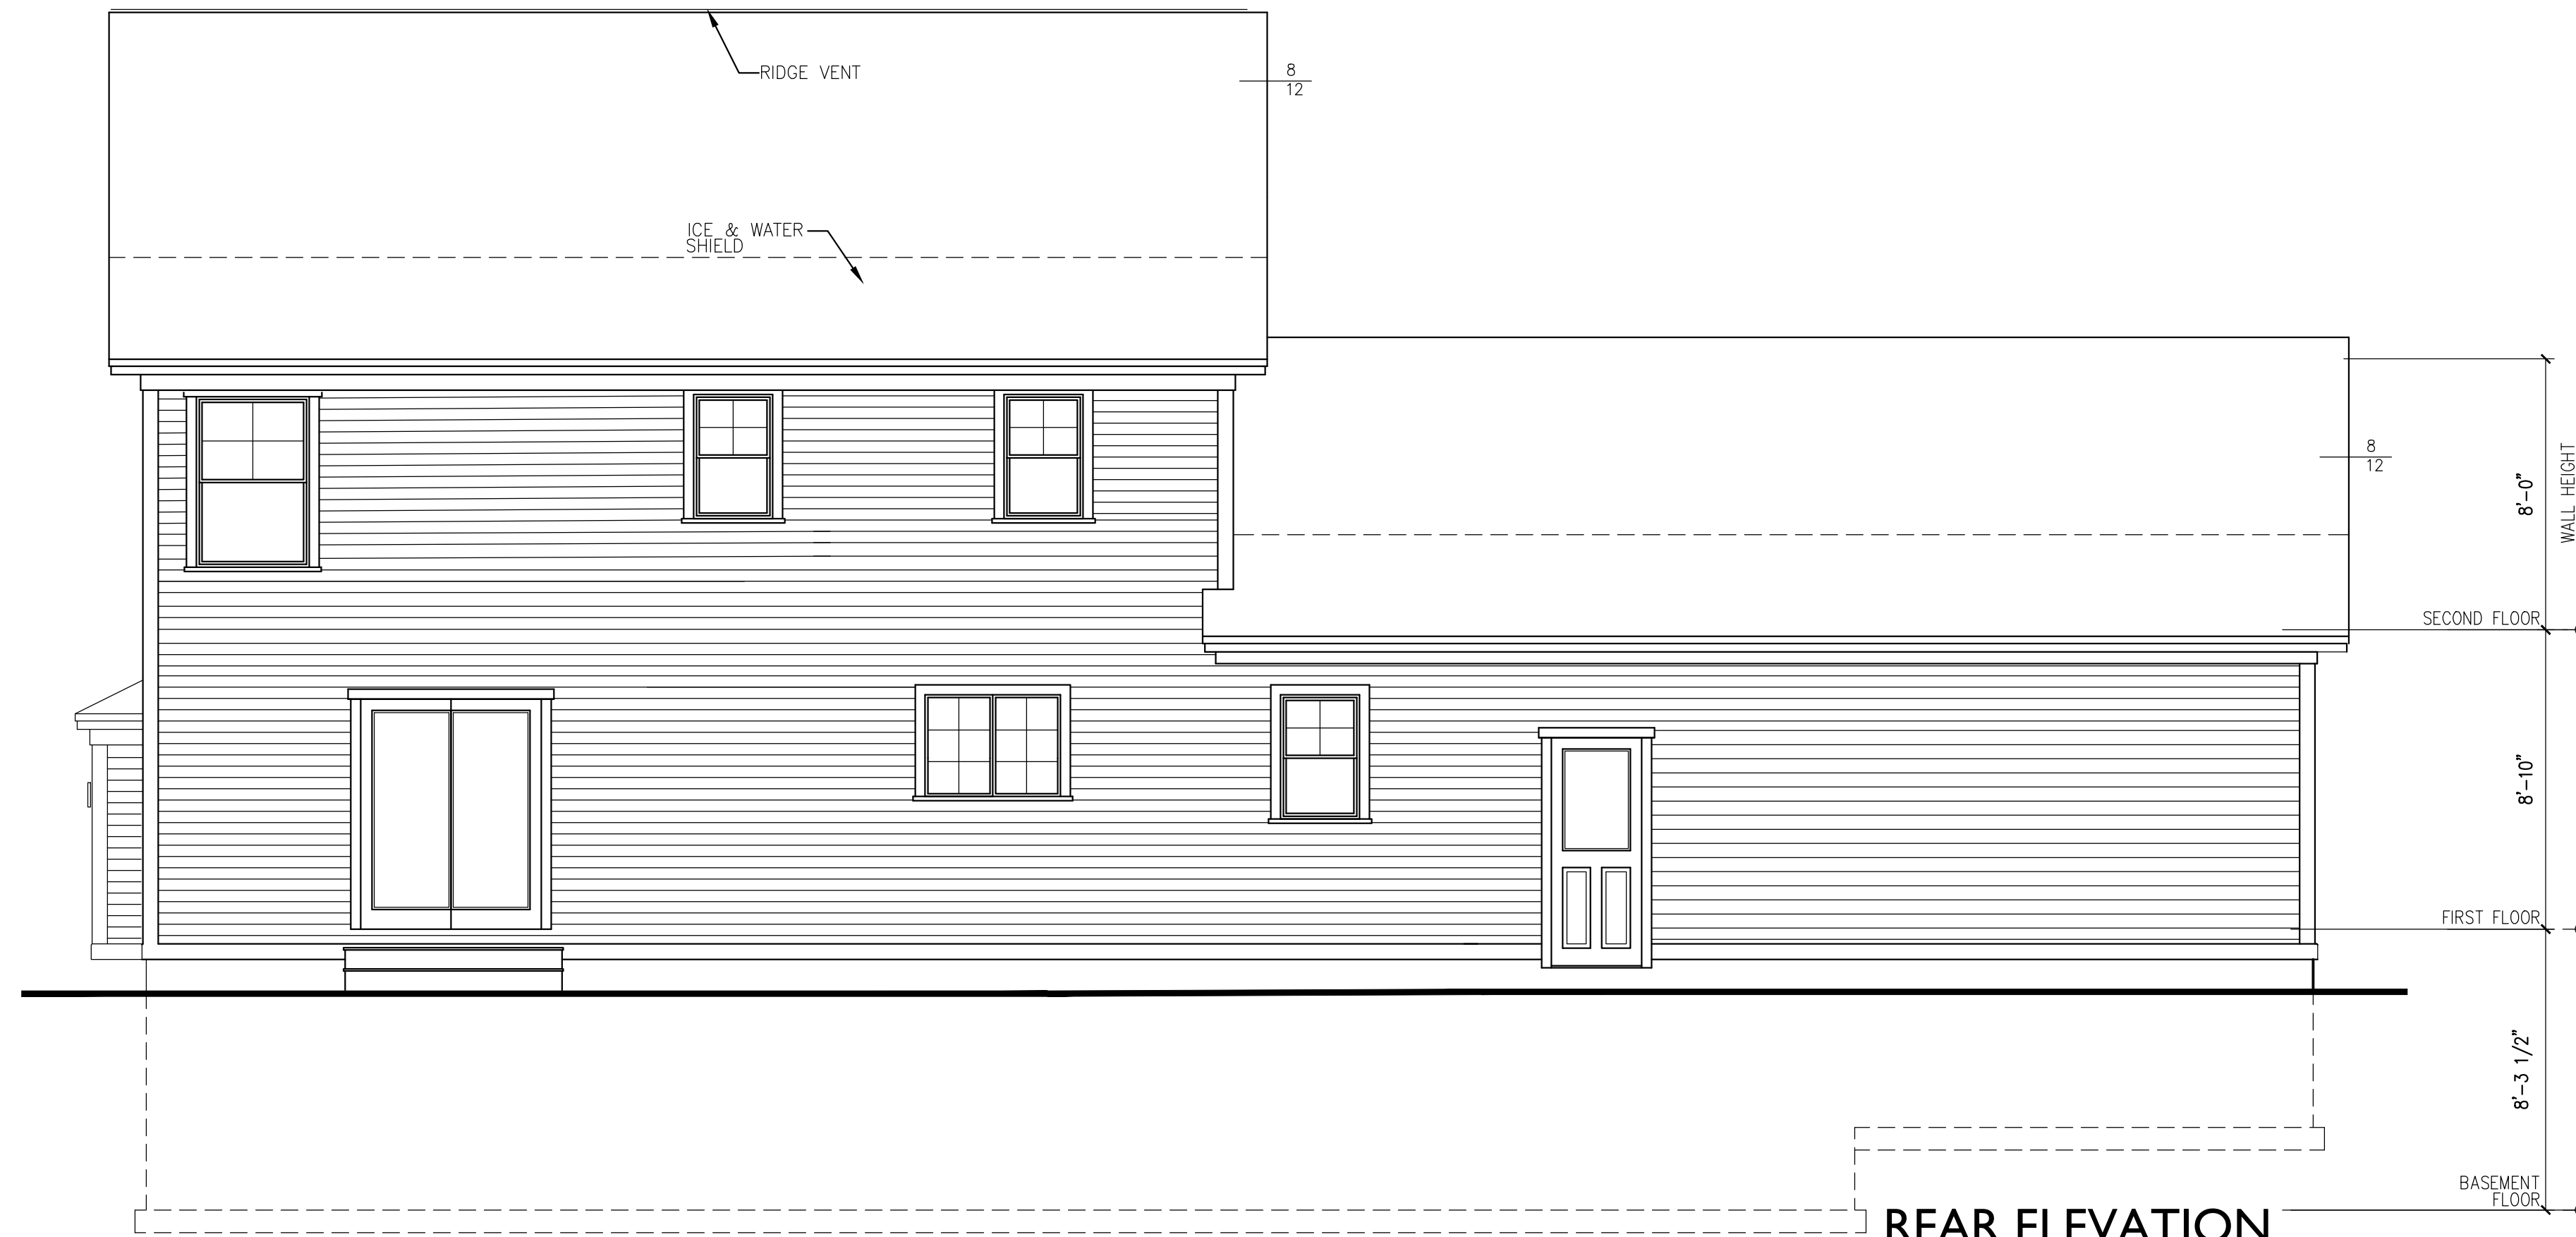 RIDGE VENT
8
12
ICE & WATER
SHIELD
8
12
8'-0"
WALL HEIGHT
SECOND FLOOR
8'-10"
FIRST FLOOR
8'-3 1/2"
BASEMENT
FLOOR
REAR ELEVATION